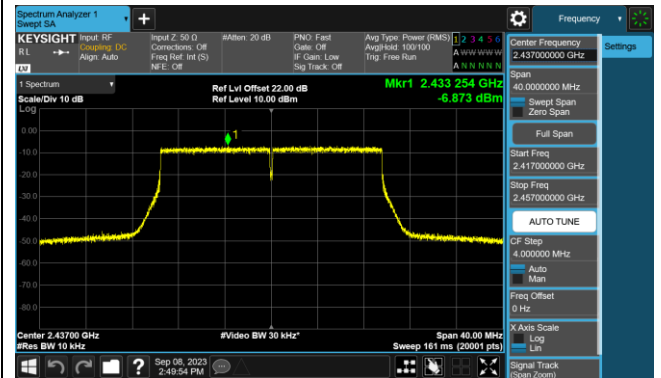 Spectrum Analyzer 1
Swept SA
+
Frequency
KEYSIGHT
RL
LXI
Input: RF
Coupling: DC
Align: Auto
Input Z: 50 Ω
Corrections: Off
Freq Ref: Int (S)
NFE: Off
#Atten: 20 dB
PNO: Fast
Gate: Off
IF Gain: Low
Sig Track: Off
Avg Type: Power (RMS)
Avg|Hold: 100/100
Trig: Free Run
1 2 3 4 5 6
A W W W W W
A N N N N N
1 Spectrum
Scale/Div 10 dB
Log
Ref Lvl Offset 22.00 dB
Ref Level 10.00 dBm
Mkr1 2.433 254 GHz
-6.873 dBm
1
0.00
-10.0
-20.0
-30.0
-40.0
-50.0
-60.0
-70.0
-80.0
Center 2.43700 GHz
#Res BW 10 kHz
#Video BW 30 kHz*
Span 40.00 MHz
Sweep 161 ms (20001 pts)
?
Sep 08, 2023
2:49:54 PM
Center Frequency
2.437000000 GHz
Span
40.0000000 MHz
Swept Span
Zero Span
Full Span
Start Freq
2.417000000 GHz
Stop Freq
2.457000000 GHz
AUTO TUNE
CF Step
4.000000 MHz
Auto
Man
Freq Offset
0 Hz
X Axis Scale
Log
Lin
Signal Track
(Span Zoom)
Settings